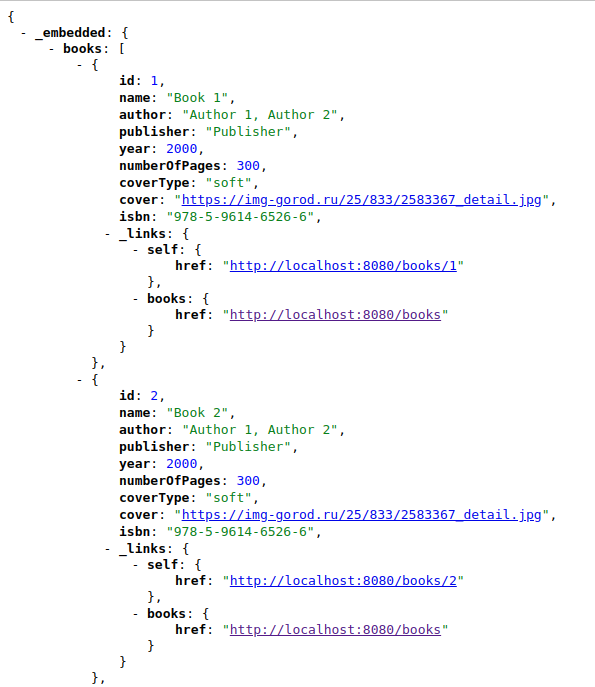 {
- _embedded: {
- books: [
- {
id: 1,
name: "Book 1",
author: "Author 1, Author 2",
publisher: "Publisher",
year: 2000,
numberOfPages: 300,
coverType: "soft",
cover: "https://img-gorod.ru/25/833/2583367_detail.jpg",
isbn: "978-5-9614-6526-6",
- _links: {
- self: {
href: "http://localhost:8080/books/1"
},
- books: {
href: "http://localhost:8080/books"
}
}
},
- {
id: 2,
name: "Book 2",
author: "Author 1, Author 2",
publisher: "Publisher",
year: 2000,
numberOfPages: 300,
coverType: "soft",
cover: "https://img-gorod.ru/25/833/2583367_detail.jpg",
isbn: "978-5-9614-6526-6",
- _links: {
- self: {
href: "http://localhost:8080/books/2"
},
- books: {
href: "http://localhost:8080/books"
}
}
},